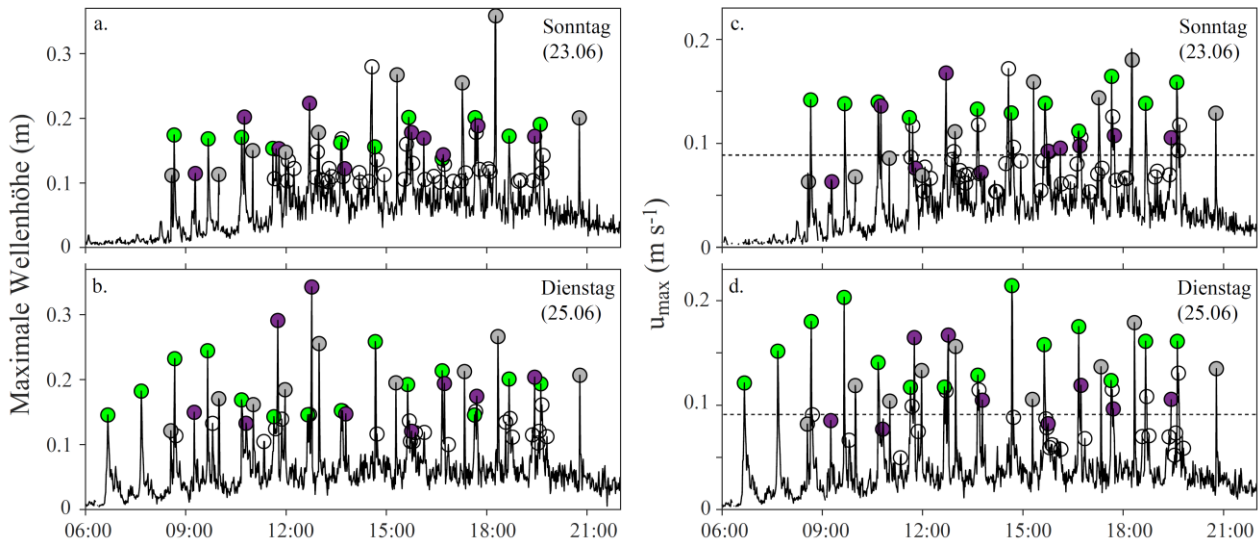 a.
Sonntag
(23.06)
0.3
0.2
0.1
0
Maximale Wellenhöhe (m)
b.
Dienstag
(25.06)
0.3
0.2
0.1
0
06:00 09:00 12:00 15:00 18:00 21:00
c.
Sonntag
(23.06)
0.2
0.1
0
umax (m s-1)
d.
Dienstag
(25.06)
0.2
0.1
0
06:00 09:00 12:00 15:00 18:00 21:00